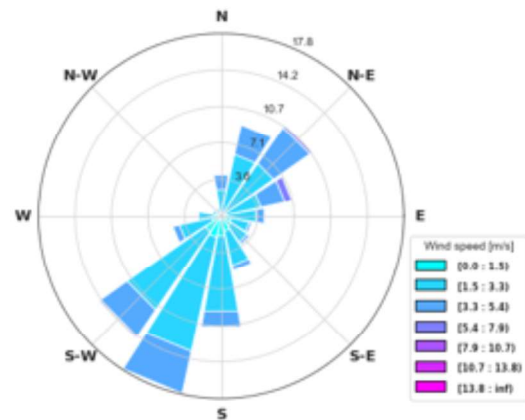 N
17.8
N-W
14.2
N-E
10.7
7.1
3.6
W
E
Wind speed [m/s]
[0.0 : 1.5)
[1.5 : 3.3)
[3.3 : 5.4)
[5.4 : 7.9)
[7.9 : 10.7)
[10.7 : 13.8)
[13.8 : inf)
S-W
S-E
S